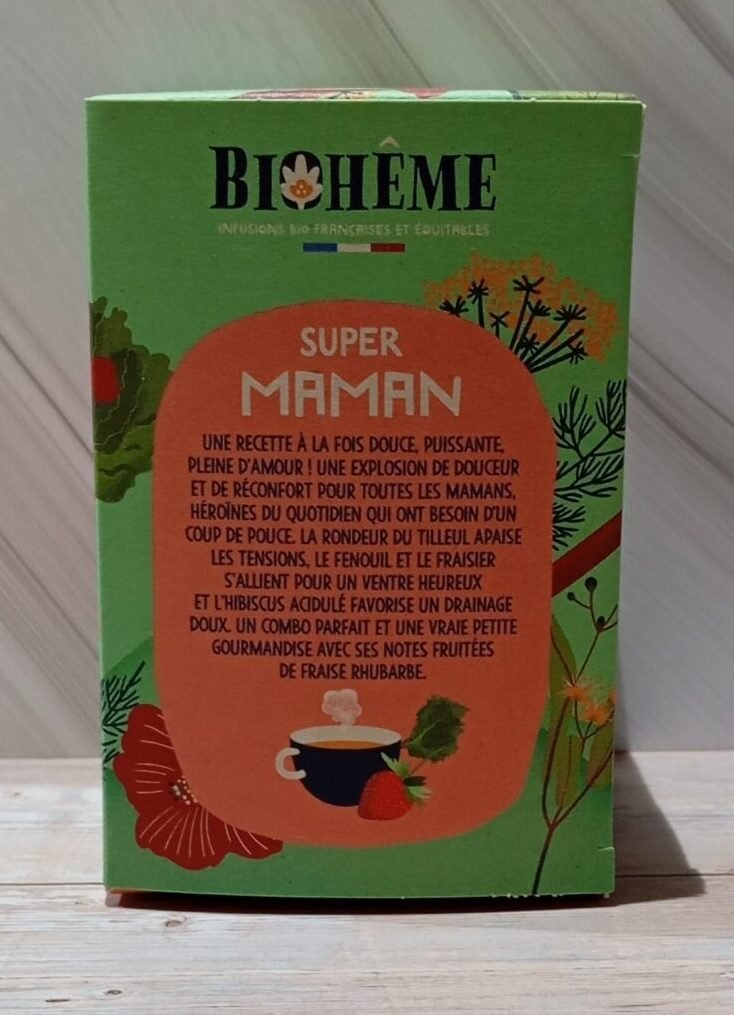 BIOHÊME
INFUSIONS BIO FRANÇAISES ET ÉQUITABLES
SUPER
MAMAN
UNE RECETTE À LA FOIS DOUCE, PUISSANTE,
PLEINE D'AMOUR ! UNE EXPLOSION DE DOUCEUR
ET DE RÉCONFORT POUR TOUTES LES MAMANS,
HÉROÏNES DU QUOTIDIEN QUI ONT BESOIN D'UN
COUP DE POUCE. LA RONDEUR DU TILLEUL APAISE
LES TENSIONS, LE FENOUIL ET LE FRAISIER
S'ALLIENT POUR UN VENTRE HEUREUX
ET L'HIBISCUS ACIDULÉ FAVORISE UN DRAINAGE
DOUX. UN COMBO PARFAIT ET UNE VRAIE PETITE
GOURMANDISE AVEC SES NOTES FRUITÉES
DE FRAISE RHUBARBE.